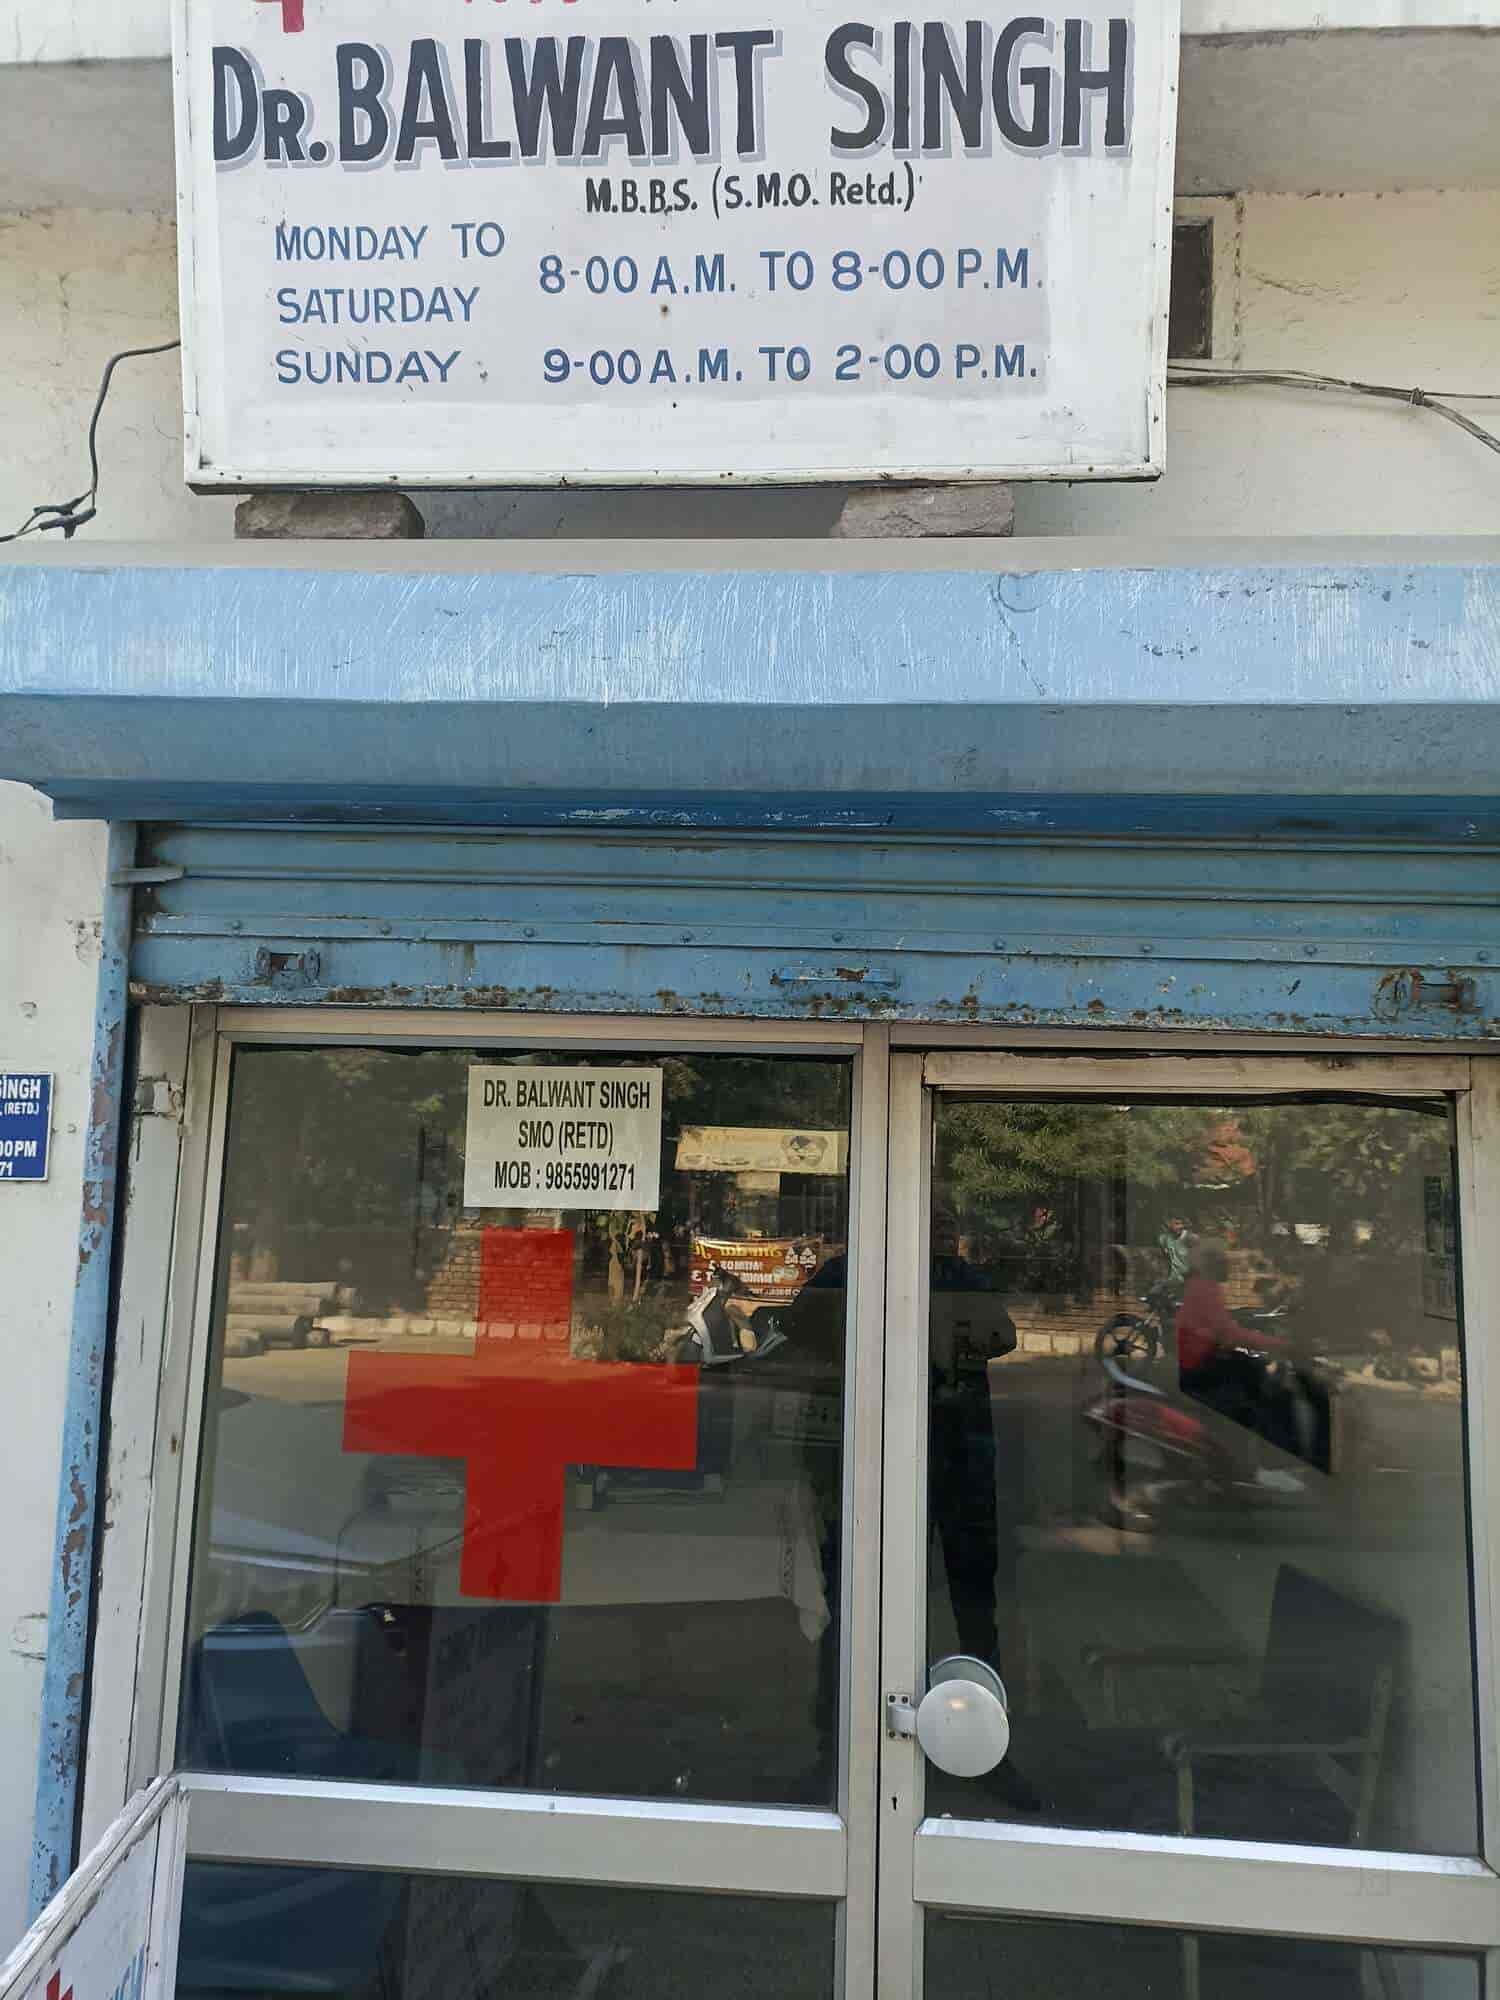 DR. BALWANT SINGH
M.B.B.S. (S.M.O. Retd.)
MONDAY TO
SATURDAY
8-00 A.M. TO 8-00 P.M.
SUNDAY 9-00 A.M. TO 2-00 P.M.
DR. BALWANT SINGH
SMO (RETD)
MOB : 9855991271
SINGH
(RETD.)
00PM
71